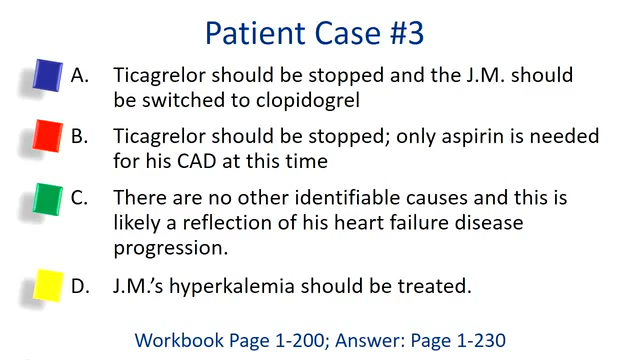 Patient Case #3
A. Ticagrelor should be stopped and the J.M. should
be switched to clopidogrel
B. Ticagrelor should be stopped; only aspirin is needed
for his CAD at this time
C. There are no other identifiable causes and this is
likely a reflection of his heart failure disease
progression.
D. J.M.’s hyperkalemia should be treated.
Workbook Page 1-200; Answer: Page 1-230